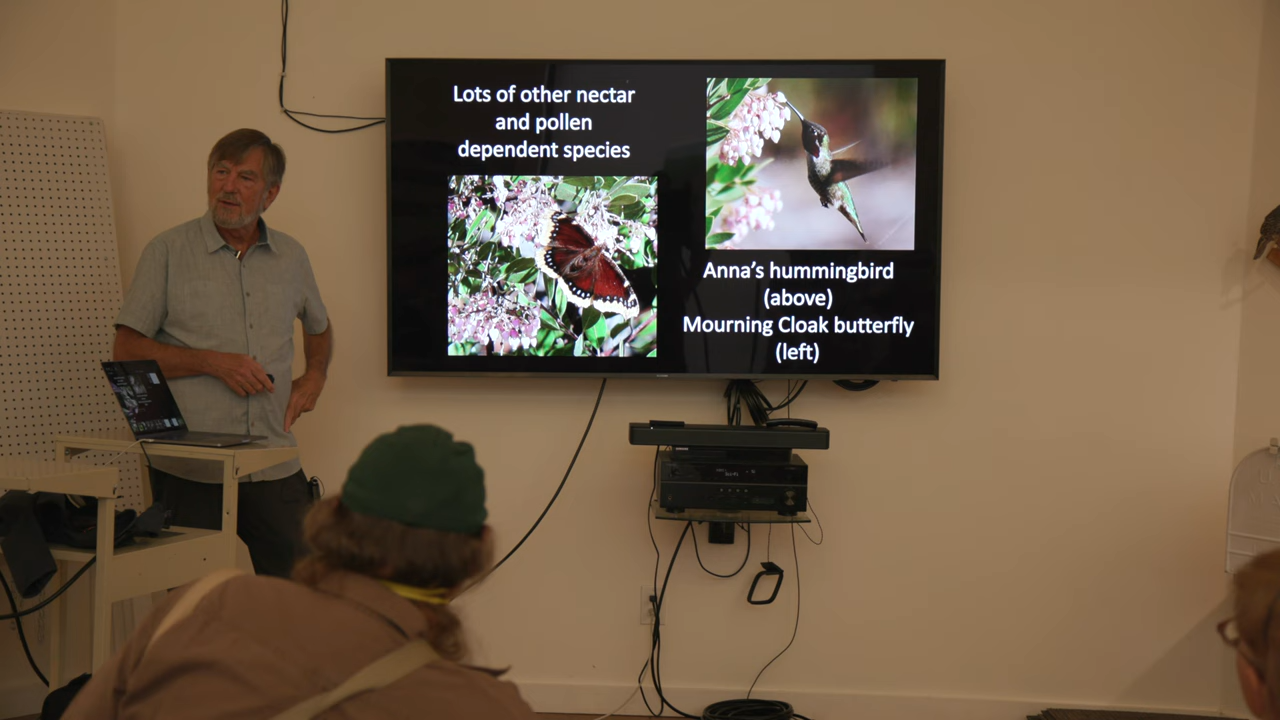 Lots of other nectar
and pollen
dependent species
Anna's hummingbird
(above)
Mourning Cloak butterfly
(left)